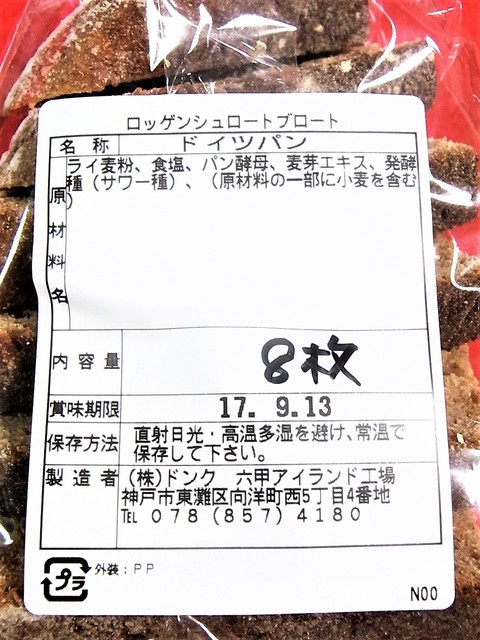 ロッゲンシュロートブロート
名称 ドイツパン
原材料名 ライ麦粉、食塩、パン酵母、麦芽エキス、発酵
種(サワー種)、(原材料の一部に小麦を含む
)
内容量 8枚
賞味期限 17. 9.13
保存方法 直射日光・高温多湿を避け、常温で
保存して下さい。
製造者 (株)ドンク 六甲アイランド工場
神戸市東灘区向洋町西5丁目4番地
℡ 078(857)4180
プラ 外装:PP
N00